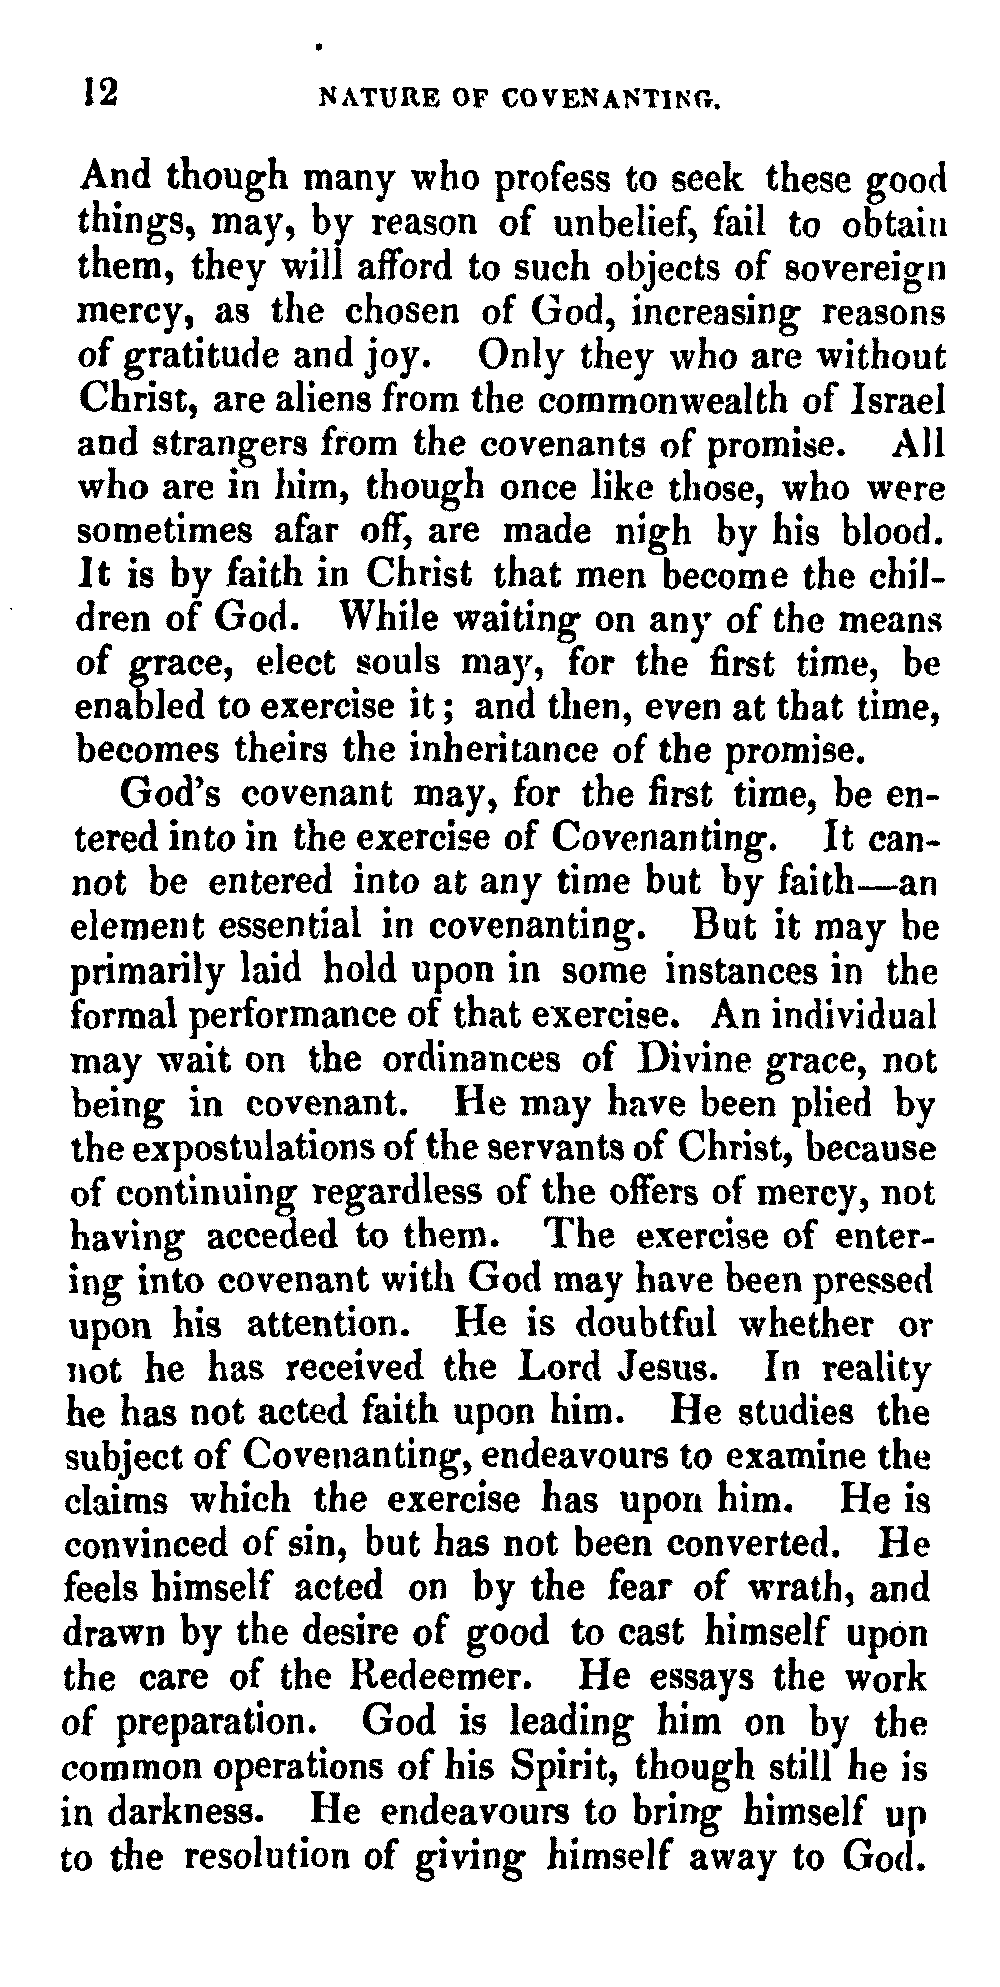 12 NATURE OF COVENANTING.
And though many who profess to seek these good
things, may, by reason of unbelief, fail to obtain
them, they will afford to such objects of sovereign
mercy, as the chosen of God, increasing reasons
of gratitude and joy. Only they who are without
Christ, are aliens from the commonwealth of Israel
and strangers from the covenants of promise. All
who are in him, though once like those, who were
sometimes afar off, are made nigh by his blood.
It is by faith in Christ that men become the chil-
dren of God. While waiting on any of the means
of grace, elect souls may, for the first time, be
enabled to exercise it; and then, even at that time,
becomes theirs the inheritance of the promise.
God's covenant may, for the first time, be en-
tered into in the exercise of Covenanting. It can-
not be entered into at any time but by faith—an
element essential in covenanting. But it may be
primarily laid hold upon in some instances in the
formal performance of that exercise. An individual
may wait on the ordinances of Divine grace, not
being in covenant. He may have been plied by
the expostulations of the servants of Christ, because
of continuing regardless of the offers of mercy, not
having acceded to them. The exercise of enter-
ing into covenant with God may have been pressed
upon his attention. He is doubtful whether or
not he has received the Lord Jesus. In reality
he has not acted faith upon him. He studies the
subject of Covenanting, endeavours to examine the
claims which the exercise has upon him. He is
convinced of sin, but has not been converted. He
feels himself acted on by the fear of wrath, and
drawn by the desire of good to cast himself upon
the care of the Redeemer. He essays the work
of preparation. God is leading him on by the
common operations of his Spirit, though still he is
in darkness. He endeavours to bring himself up
to the resolution of giving himself away to God.